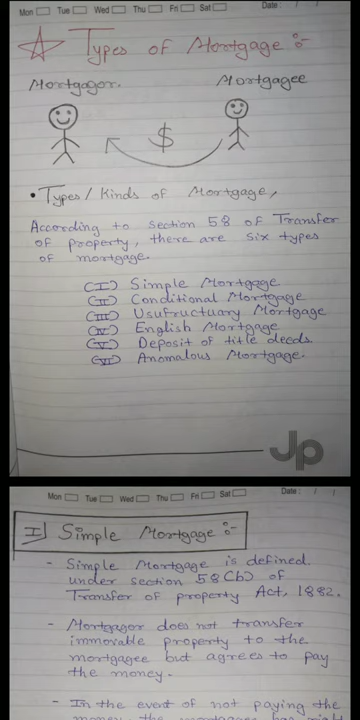 Mon Tue Wed Thu Fri Sat Date: / /
☆ Types of Mortgage :-
Mortgagor. Mortgagee
$
• Types / Kinds of Mortgage,
According to section 58 of Transfer
of property, there are six types
of mortgage.
(I) Simple Mortgage
(II) Conditional Mortgage
(III) Usufructuary Mortgage
(IV) English Mortgage
(V) Deposit of title deeds.
(VI) Anomalous Mortgage.
Jp
Mon Tue Wed Thu Fri Sat Date: / /
I) Simple Mortgage :-
- Simple Mortgage is defined
under section 58(b) of
Transfer of property Act, 1882.
- Mortgagor does not transfer
immovable property to the
mortgagee but agrees to pay
the money.
- In the event of not paying the
money, the mortgagee has